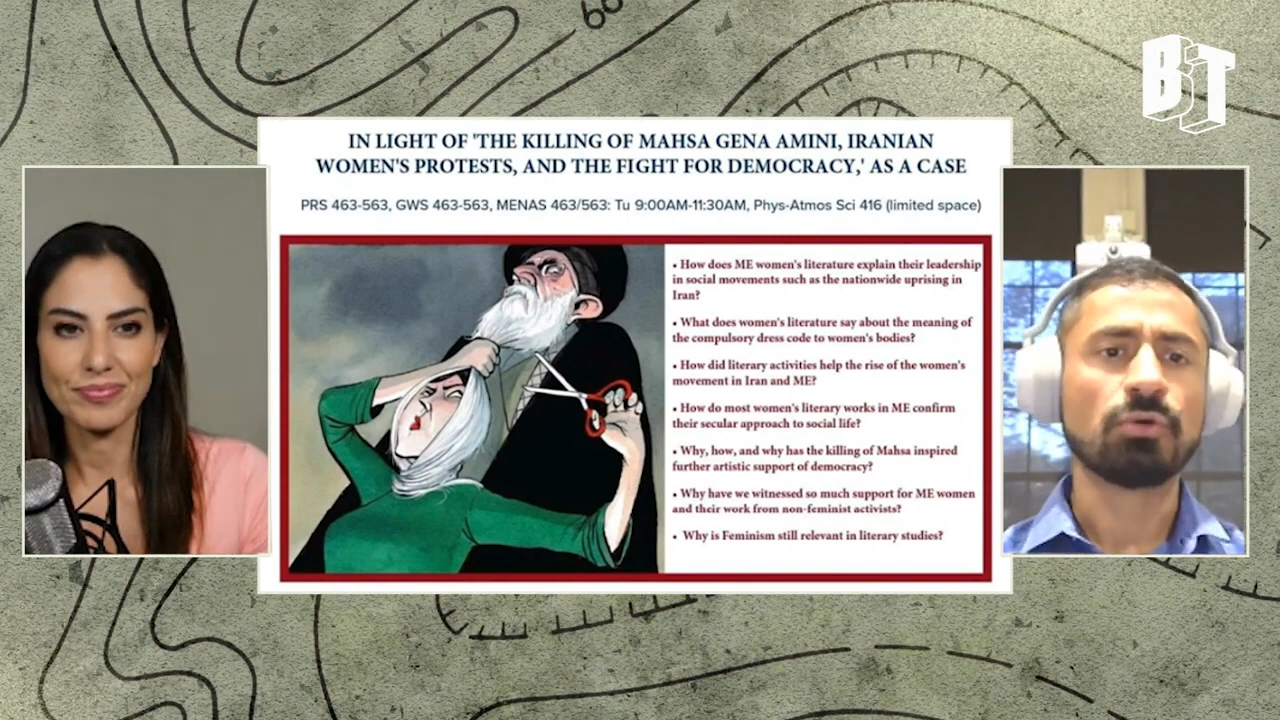 60
BT
IN LIGHT OF 'THE KILLING OF MAHSA GENA AMINI, IRANIAN
WOMEN'S PROTESTS, AND THE FIGHT FOR DEMOCRACY,' AS A CASE
PRS 463-563, GWS 463-563, MENAS 463/563: Tu 9:00AM-11:30AM, Phys-Atmos Sci 416 (limited space)
• How does ME women's literature explain their leadership
in social movements such as the nationwide uprising in
Iran?
• What does women's literature say about the meaning of
the compulsory dress code to women's bodies?
• How did literary activities help the rise of the women's
movement in Iran and ME?
• How do most women's literary works in ME confirm
their secular approach to social life?
• Why, how, and why has the killing of Mahsa inspired
further artistic support of democracy?
• Why have we witnessed so much support for ME women
and their work from non-feminist activists?
• Why is Feminism still relevant in literary studies?